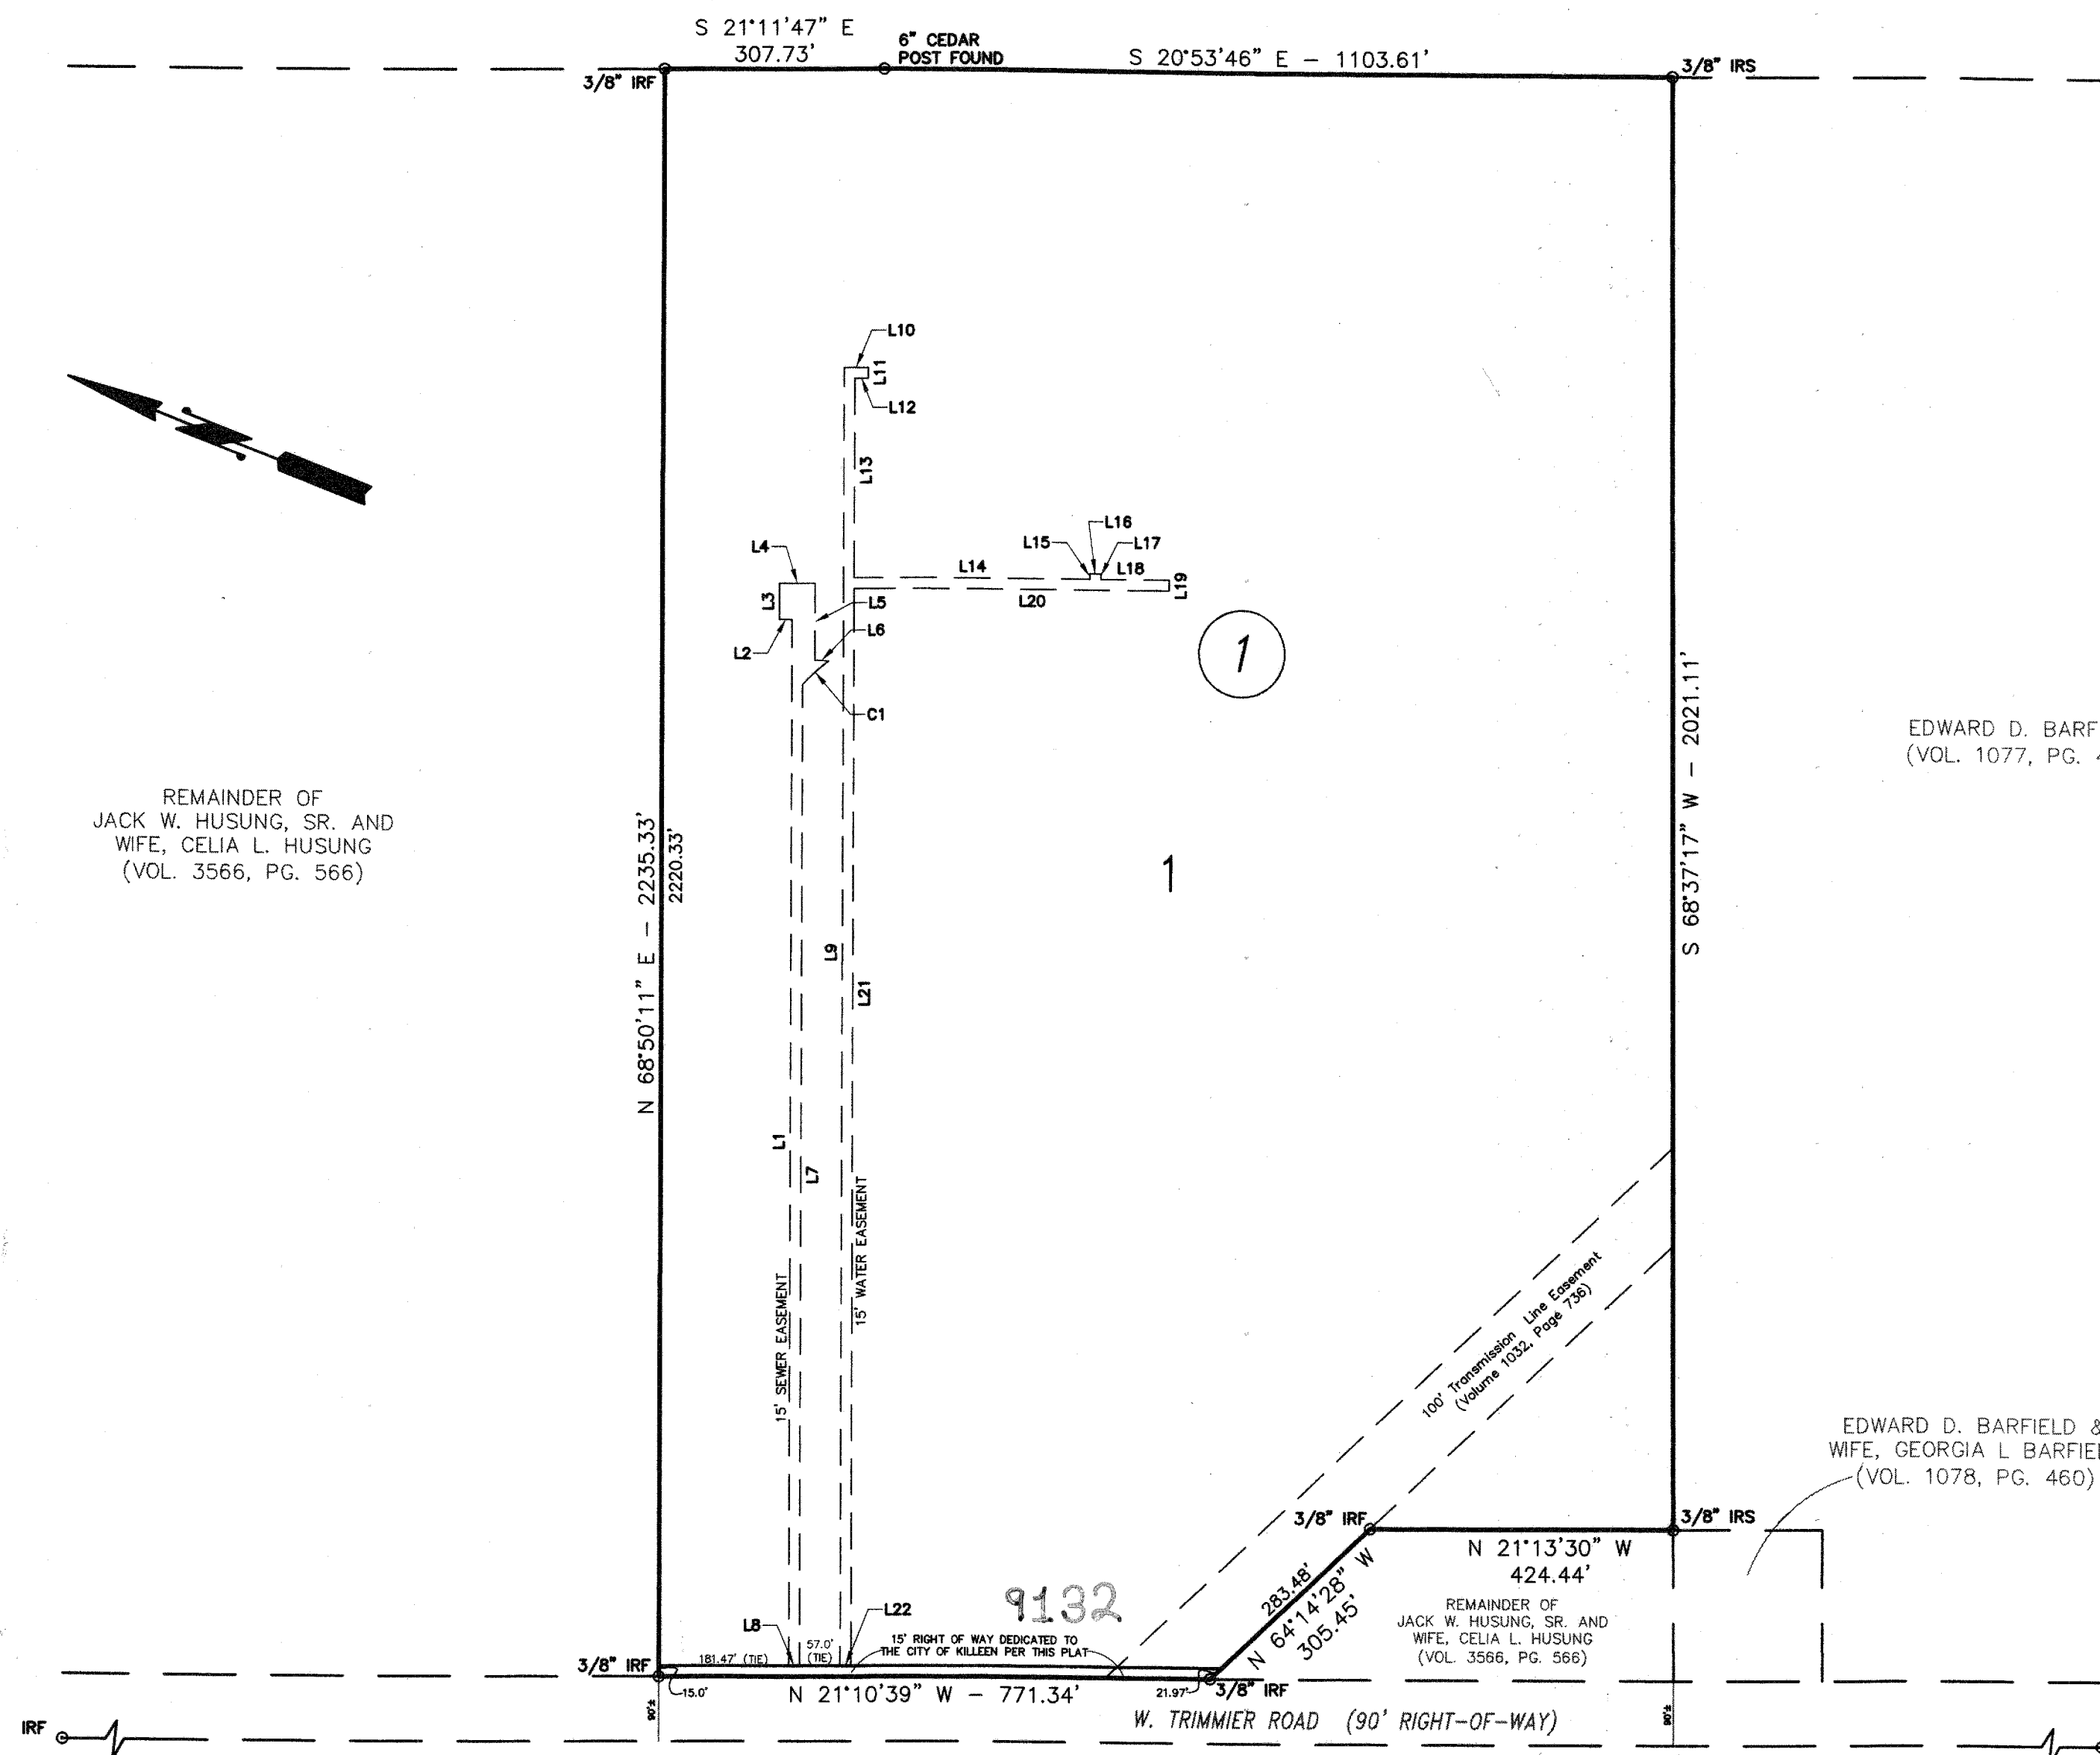 S 21°11'47" E
307.73'
6" CEDAR
POST FOUND
S 20°53'46" E - 1103.61'
3/8" IRS
3/8" IRF
L10
L11
L12
L13
L16
L15
L17
L4
L14
L18
L19
L3
L5
L20
L6
L2
1
C1
EDWARD D. BARF
(VOL. 1077, PG.
REMAINDER OF
JACK W. HUSUNG, SR. AND
WIFE, CELIA L. HUSUNG
(VOL. 3566, PG. 566)
N 68°50'11" E - 2235.33'
2220.33'
S 68°37'17" W - 2021.11'
1
L9
L21
L1
L7
15' SEWER EASEMENT
15' WATER EASEMENT
100' Transmission Line Easement
(Volume 1032, Page 736)
EDWARD D. BARFIELD &
WIFE, GEORGIA L BARFIE
(VOL. 1078, PG. 460)
3/8" IRF
3/8" IRS
N 21°13'30" W
424.44'
283.48'
N 64°14'28" W
305.45'
REMAINDER OF
JACK W. HUSUNG, SR. AND
WIFE, CELIA L. HUSUNG
(VOL. 3566, PG. 566)
9132
L8
L22
57.0'
(TIE)
181.47' (TIE)
15' RIGHT OF WAY DEDICATED TO
THE CITY OF KILLEEN PER THIS PLAT
3/8" IRF
15.0'
N 21°10'39" W - 771.34'
21.97'
3/8" IRF
W. TRIMMIER ROAD (90' RIGHT-OF-WAY)
IRF